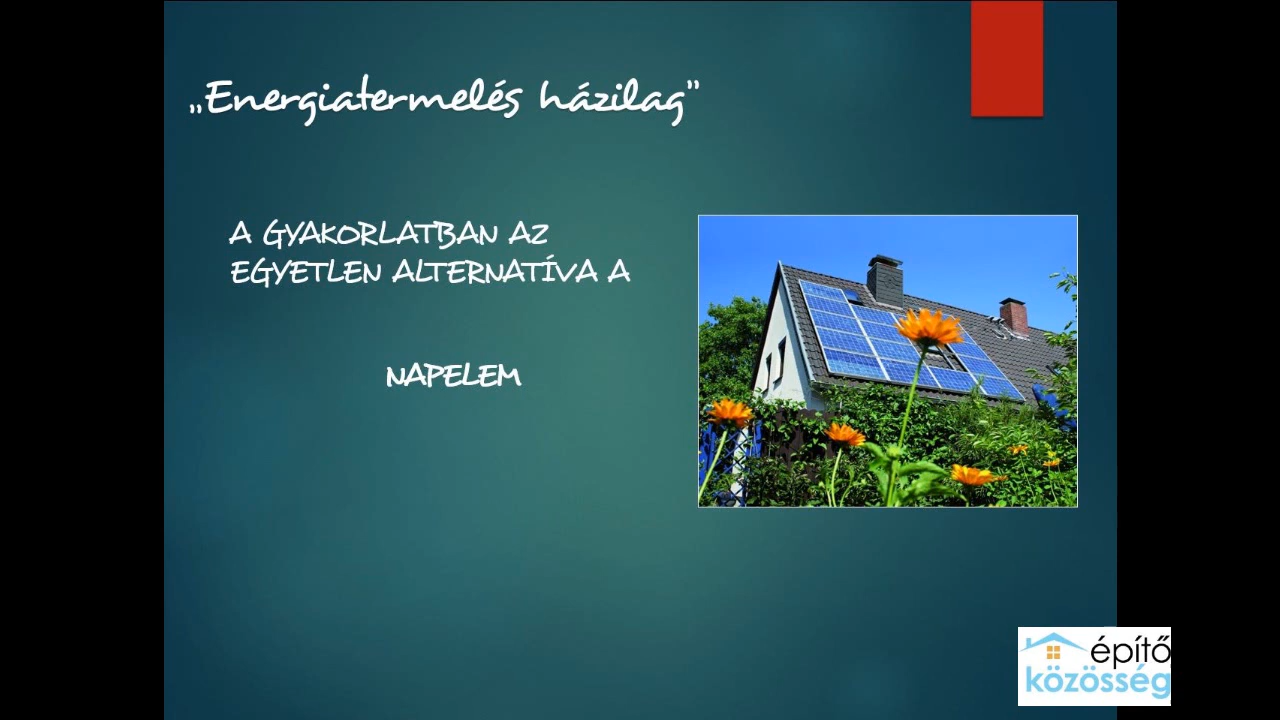 „Energiatermelés házilag”
A GYAKORLATBAN AZ
EGYETLEN ALTERNATÍVA A
NAPELEM
építő
közösség